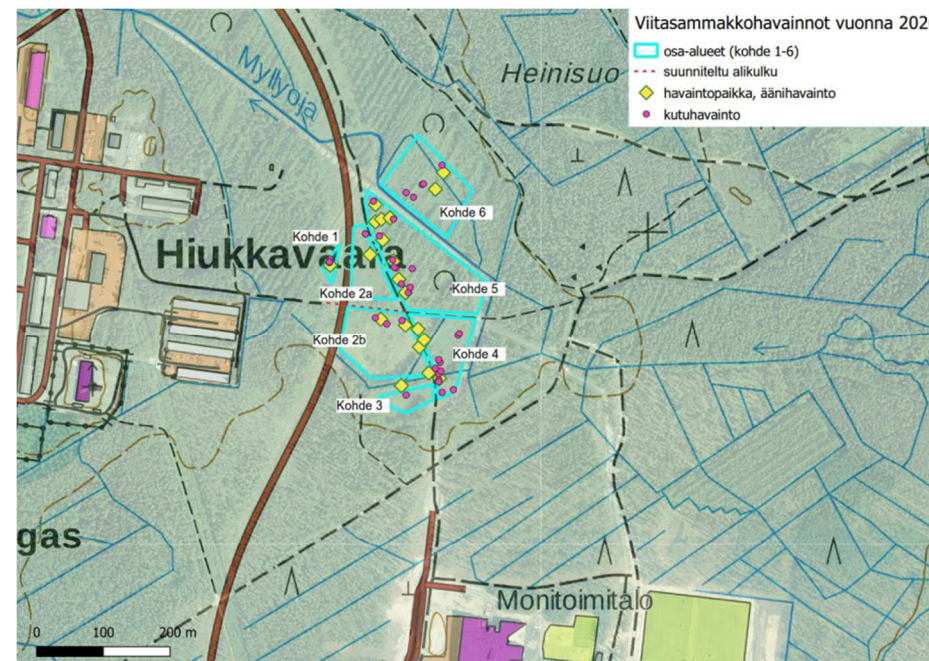 Viitasammakkohavainnot vuonna 202
osa-alueet (kohde 1-6)
suunniteltu alikulku
havaintopaikka, äänihavainto
kutuhavainto
Heinisuo
Myllyoja
Kohde 6
Kohde 1
Hiukkavaara
Kohde 2a
Kohde 5
Kohde 2b
Kohde 4
Kohde 3
gas
Monitoimitalo
0 100 200 m